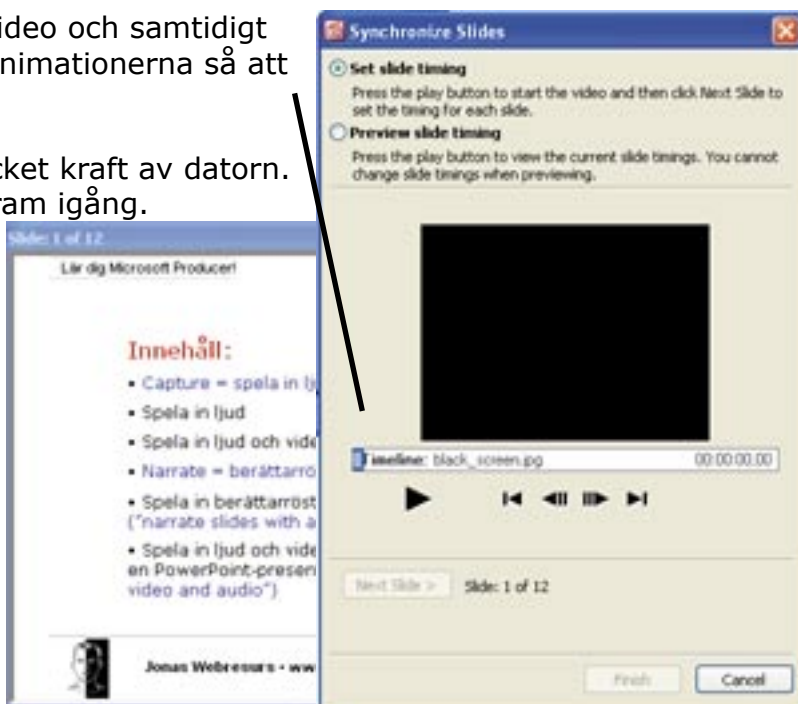 ideo och samtidigt
nimationerna så att
cket kraft av datorn.
ram igång.
Slide: 1 of 12
Lär dig Microsoft Producer!
Innehåll:
• Capture = spela in lj
• Spela in ljud
• Spela in ljud och vide
• Narrate = berättarrö
• Spela in berättarröst
("narrate slides with a
• Spela in ljud och vide
en PowerPoint-presen
video and audio")
Jonas Webresurs • ww
Synchronize Slides
Set slide timing
Press the play button to start the video and then click Next Slide to
set the timing for each slide.
Preview slide timing
Press the play button to view the current slide timings. You cannot
change slide timings when previewing.
Timeline: black_screen.jpg 00:00:00.00
Next Slide > Slide: 1 of 12
Finish Cancel